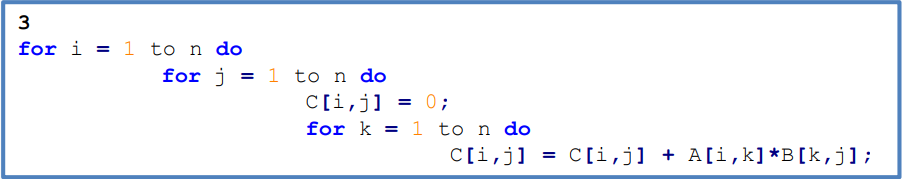 3
for i = 1 to n do
for j = 1 to n do
C[i,j] = 0;
for k = 1 to n do
C[i,j] = C[i,j] + A[i,k]*B[k,j];